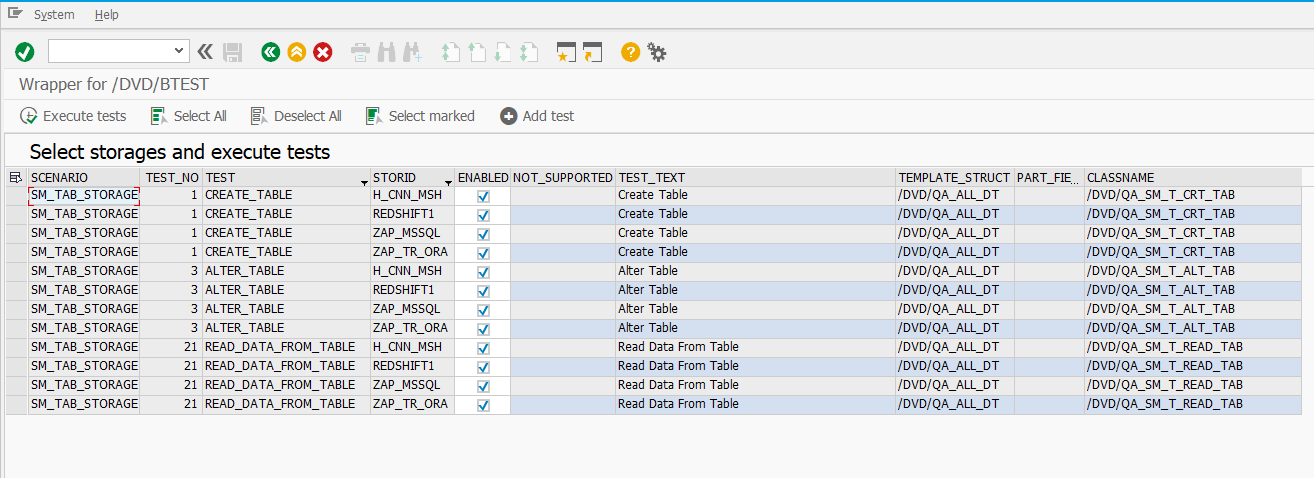 System Help
Wrapper for /DVD/BTEST
Execute tests Select All Deselect All Select marked Add test
Select storages and execute tests
SCENARIO TEST_NO TEST STORID ENABLED NOT_SUPPORTED TEST_TEXT TEMPLATE_STRUCT PART_FIE... CLASSNAME
SM_TAB_STORAGE 1 CREATE_TABLE H_CNN_MSH Create Table /DVD/QA_ALL_DT /DVD/QA_SM_T_CRT_TAB
SM_TAB_STORAGE 1 CREATE_TABLE REDSHIFT1 Create Table /DVD/QA_ALL_DT /DVD/QA_SM_T_CRT_TAB
SM_TAB_STORAGE 1 CREATE_TABLE ZAP_MSSQL Create Table /DVD/QA_ALL_DT /DVD/QA_SM_T_CRT_TAB
SM_TAB_STORAGE 1 CREATE_TABLE ZAP_TR_ORA Create Table /DVD/QA_ALL_DT /DVD/QA_SM_T_CRT_TAB
SM_TAB_STORAGE 3 ALTER_TABLE H_CNN_MSH Alter Table /DVD/QA_ALL_DT /DVD/QA_SM_T_ALT_TAB
SM_TAB_STORAGE 3 ALTER_TABLE REDSHIFT1 Alter Table /DVD/QA_ALL_DT /DVD/QA_SM_T_ALT_TAB
SM_TAB_STORAGE 3 ALTER_TABLE ZAP_MSSQL Alter Table /DVD/QA_ALL_DT /DVD/QA_SM_T_ALT_TAB
SM_TAB_STORAGE 3 ALTER_TABLE ZAP_TR_ORA Alter Table /DVD/QA_ALL_DT /DVD/QA_SM_T_ALT_TAB
SM_TAB_STORAGE 21 READ_DATA_FROM_TABLE H_CNN_MSH Read Data From Table /DVD/QA_ALL_DT /DVD/QA_SM_T_READ_TAB
SM_TAB_STORAGE 21 READ_DATA_FROM_TABLE REDSHIFT1 Read Data From Table /DVD/QA_ALL_DT /DVD/QA_SM_T_READ_TAB
SM_TAB_STORAGE 21 READ_DATA_FROM_TABLE ZAP_MSSQL Read Data From Table /DVD/QA_ALL_DT /DVD/QA_SM_T_READ_TAB
SM_TAB_STORAGE 21 READ_DATA_FROM_TABLE ZAP_TR_ORA Read Data From Table /DVD/QA_ALL_DT /DVD/QA_SM_T_READ_TAB